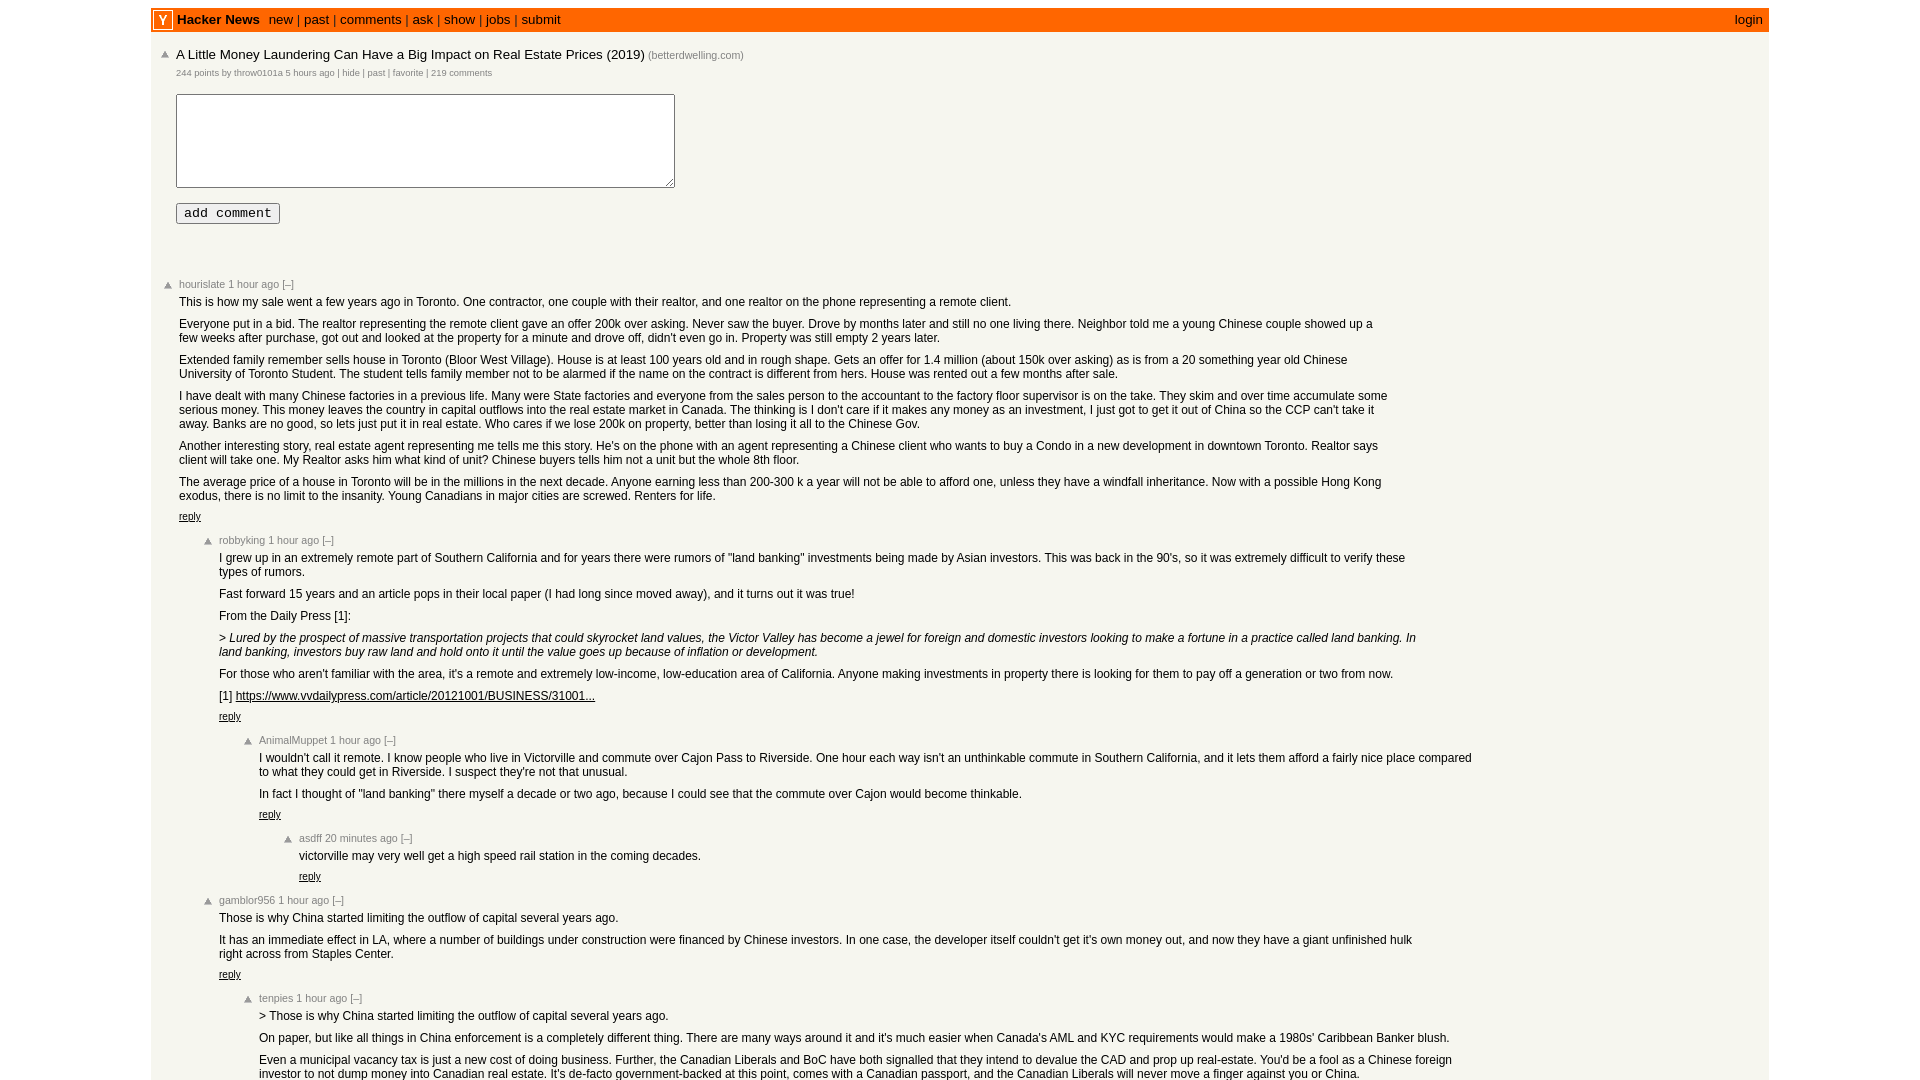 Y Hacker News new | past | comments | ask | show | jobs | submit login
A Little Money Laundering Can Have a Big Impact on Real Estate Prices (2019) (betterdwelling.com)
244 points by throw0101a 5 hours ago | hide | past | favorite | 219 comments
add comment
hourislate 1 hour ago [–]
This is how my sale went a few years ago in Toronto. One contractor, one couple with their realtor, and one realtor on the phone representing a remote client.
Everyone put in a bid. The realtor representing the remote client gave an offer 200k over asking. Never saw the buyer. Drove by months later and still no one living there. Neighbor told me a young Chinese couple showed up a
few weeks after purchase, got out and looked at the property for a minute and drove off, didn't even go in. Property was still empty 2 years later.
Extended family remember sells house in Toronto (Bloor West Village). House is at least 100 years old and in rough shape. Gets an offer for 1.4 million (about 150k over asking) as is from a 20 something year old Chinese
University of Toronto Student. The student tells family member not to be alarmed if the name on the contract is different from hers. House was rented out a few months after sale.
I have dealt with many Chinese factories in a previous life. Many were State factories and everyone from the sales person to the accountant to the factory floor supervisor is on the take. They skim and over time accumulate some
serious money. This money leaves the country in capital outflows into the real estate market in Canada. The thinking is I don't care if it makes any money as an investment, I just got to get it out of China so the CCP can't take it
away. Banks are no good, so lets just put it in real estate. Who cares if we lose 200k on property, better than losing it all to the Chinese Gov.
Another interesting story, real estate agent representing me tells me this story. He's on the phone with an agent representing a Chinese client who wants to buy a Condo in a new development in downtown Toronto. Realtor says
client will take one. My Realtor asks him what kind of unit? Chinese buyers tells him not a unit but the whole 8th floor.
The average price of a house in Toronto will be in the millions in the next decade. Anyone earning less than 200-300 k a year will not be able to afford one, unless they have a windfall inheritance. Now with a possible Hong Kong
exodus, there is no limit to the insanity. Young Canadians in major cities are screwed. Renters for life.
reply
robbyking 1 hour ago [–]
I grew up in an extremely remote part of Southern California and for years there were rumors of "land banking" investments being made by Asian investors. This was back in the 90's, so it was extremely difficult to verify these
types of rumors.
Fast forward 15 years and an article pops in their local paper (I had long since moved away), and it turns out it was true!
From the Daily Press [1]:
> Lured by the prospect of massive transportation projects that could skyrocket land values, the Victor Valley has become a jewel for foreign and domestic investors looking to make a fortune in a practice called land banking. In
land banking, investors buy raw land and hold onto it until the value goes up because of inflation or development.
For those who aren't familiar with the area, it's a remote and extremely low-income, low-education area of California. Anyone making investments in property there is looking for them to pay off a generation or two from now.
[1] https://www.vvdailypress.com/article/20121001/BUSINESS/31001...
reply
AnimalMuppet 1 hour ago [–]
I wouldn't call it remote. I know people who live in Victorville and commute over Cajon Pass to Riverside. One hour each way isn't an unthinkable commute in Southern California, and it lets them afford a fairly nice place compared
to what they could get in Riverside. I suspect they're not that unusual.
In fact I thought of "land banking" there myself a decade or two ago, because I could see that the commute over Cajon would become thinkable.
reply
asdff 20 minutes ago [–]
victorville may very well get a high speed rail station in the coming decades.
reply
gamblor956 1 hour ago [–]
Those is why China started limiting the outflow of capital several years ago.
It has an immediate effect in LA, where a number of buildings under construction were financed by Chinese investors. In one case, the developer itself couldn't get it's own money out, and now they have a giant unfinished hulk
right across from Staples Center.
reply
tenpies 1 hour ago [–]
> Those is why China started limiting the outflow of capital several years ago.
On paper, but like all things in China enforcement is a completely different thing. There are many ways around it and it's much easier when Canada's AML and KYC requirements would make a 1980s' Caribbean Banker blush.
Even a municipal vacancy tax is just a new cost of doing business. Further, the Canadian Liberals and BoC have both signalled that they intend to devalue the CAD and prop up real-estate. You'd be a fool as a Chinese foreign
investor to not dump money into Canadian real estate. It's de-facto government-backed at this point, comes with a Canadian passport, and the Canadian Liberals will never move a finger against you or China.